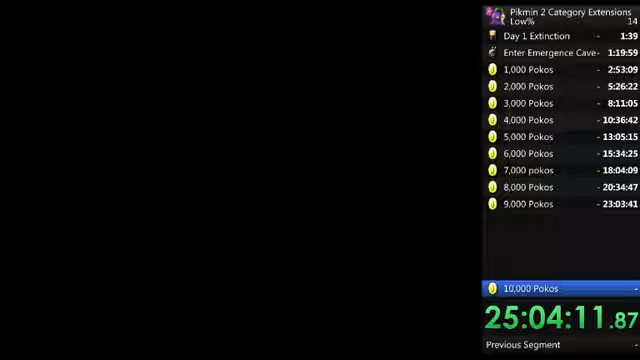 Pikmin 2 Category Extensions
Low% 14
Day 1 Extinction - 1:39
Enter Emergence Cave - 1:19:59
1,000 Pokos - 2:53:09
2,000 Pokos - 5:26:22
3,000 Pokos - 8:11:05
4,000 Pokos - 10:36:42
5,000 Pokos - 13:05:15
6,000 Pokos - 15:34:25
7,000 pokos - 18:04:09
8,000 Pokos - 20:34:47
9,000 Pokos - 23:03:41
10,000 Pokos -
25:04:11.87
Previous Segment -